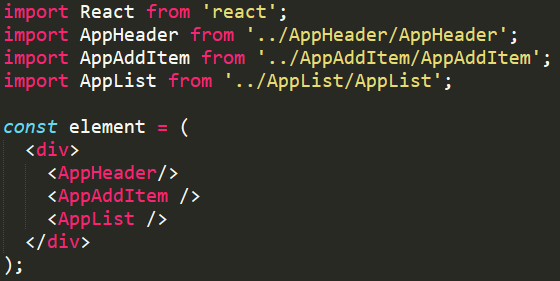 import React from 'react';
import AppHeader from '../AppHeader/AppHeader';
import AppAddItem from '../AppAddItem/AppAddItem';
import AppList from '../AppList/AppList';

const element = (
  <div>
    <AppHeader/>
    <AppAddItem />
    <AppList />
  </div>
);